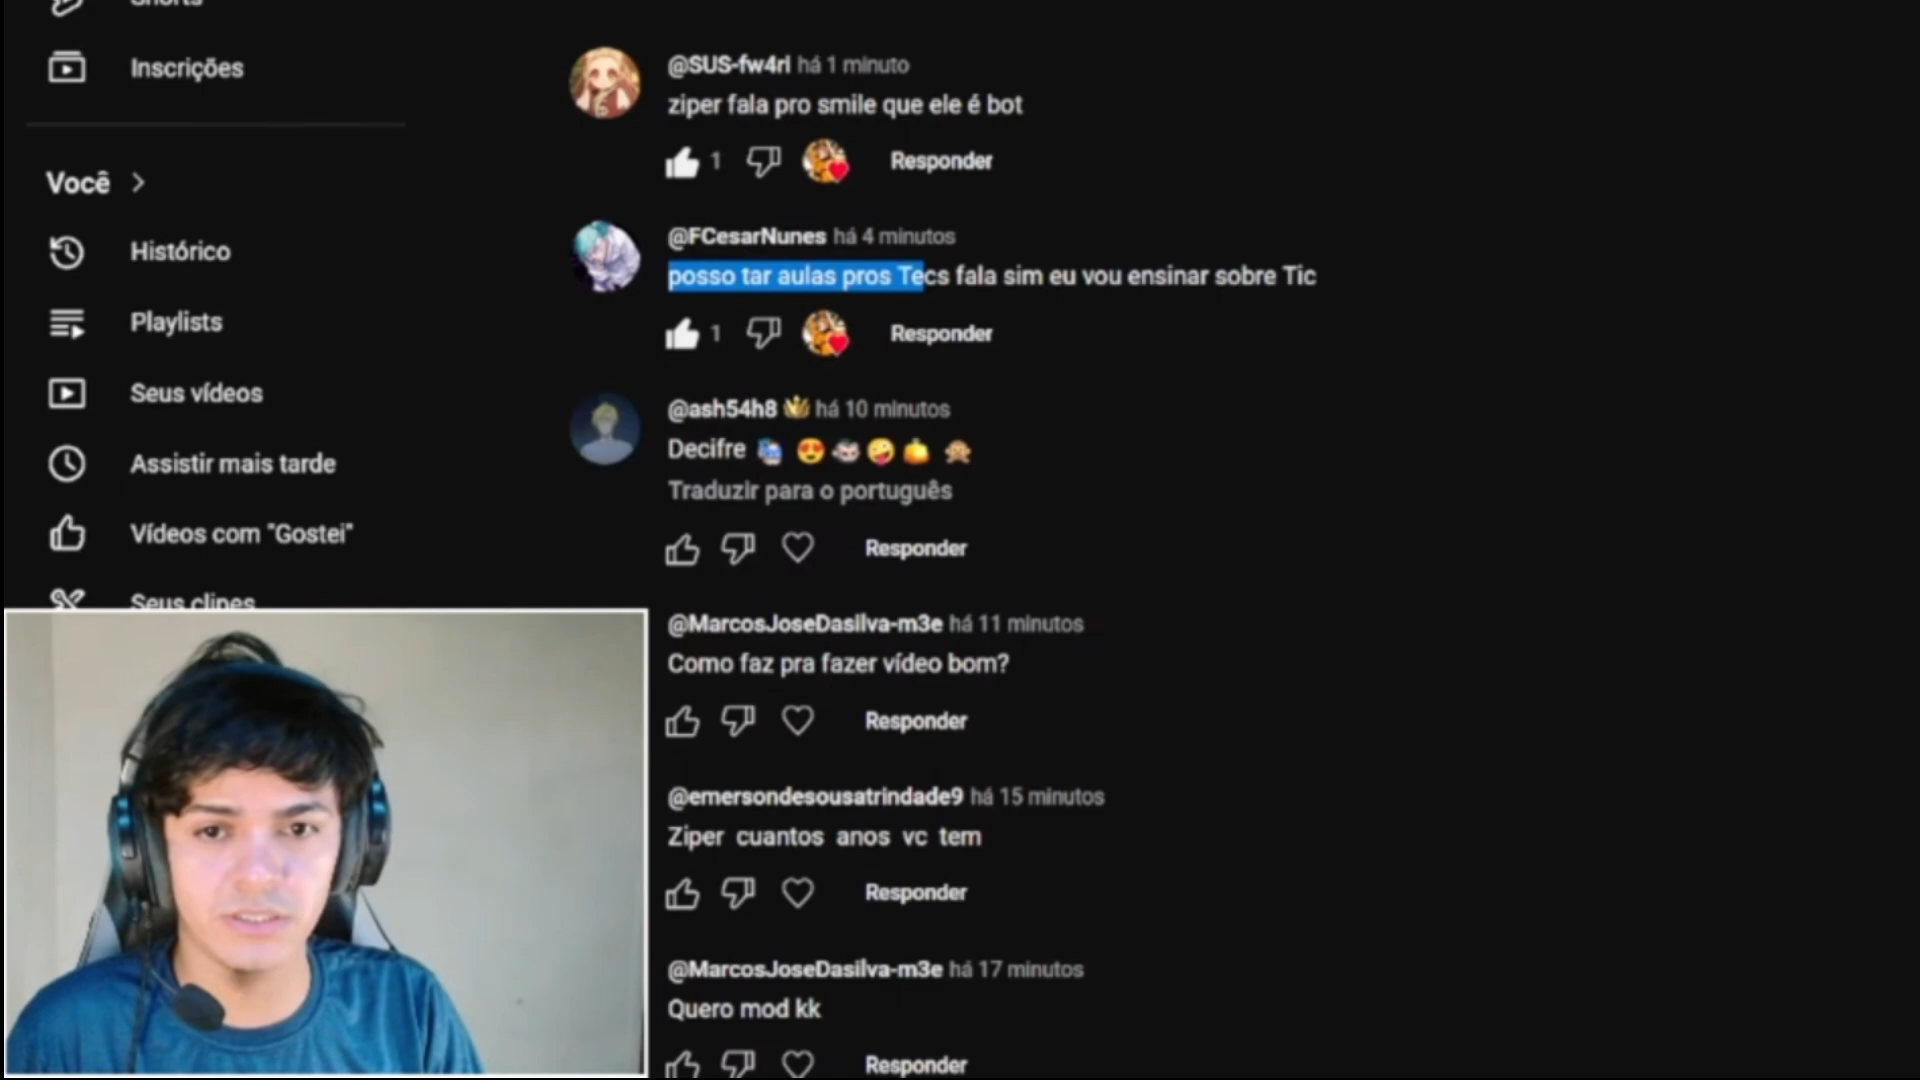 Shorts
Inscrições
Você
Histórico
Playlists
Seus vídeos
Assistir mais tarde
Vídeos com "Gostei"
Seus clipes
@SUS-fw4rl há 1 minuto
ziper fala pro smile que ele é bot
1
Responder
@FCesarNunes há 4 minutos
posso tar aulas pros Tecs fala sim eu vou ensinar sobre Tic
1
Responder
@ash54h8 há 10 minutos
Decifre
Traduzir para o português
Responder
@MarcosJoseDasilva-m3e há 11 minutos
Como faz pra fazer vídeo bom?
Responder
@emersondesousatrindade9 há 15 minutos
Ziper cuantos anos vc tem
Responder
@MarcosJoseDasilva-m3e há 17 minutos
Quero mod kk
Responder